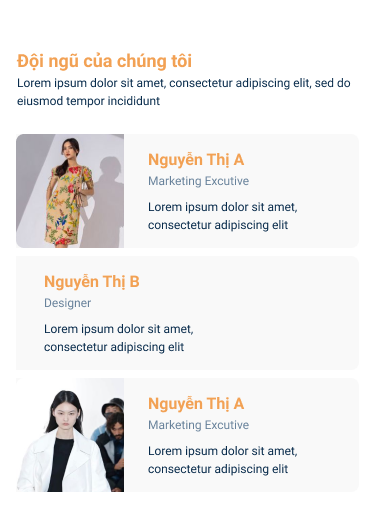 Đội ngũ của chúng tôi
Lorem ipsum dolor sit amet, consectetur adipiscing elit, sed do
eiusmod tempor incididunt
Nguyễn Thị A
Marketing Excutive
Lorem ipsum dolor sit amet,
consectetur adipiscing elit
Nguyễn Thị B
Designer
Lorem ipsum dolor sit amet,
consectetur adipiscing elit
Nguyễn Thị A
Marketing Excutive
Lorem ipsum dolor sit amet,
consectetur adipiscing elit